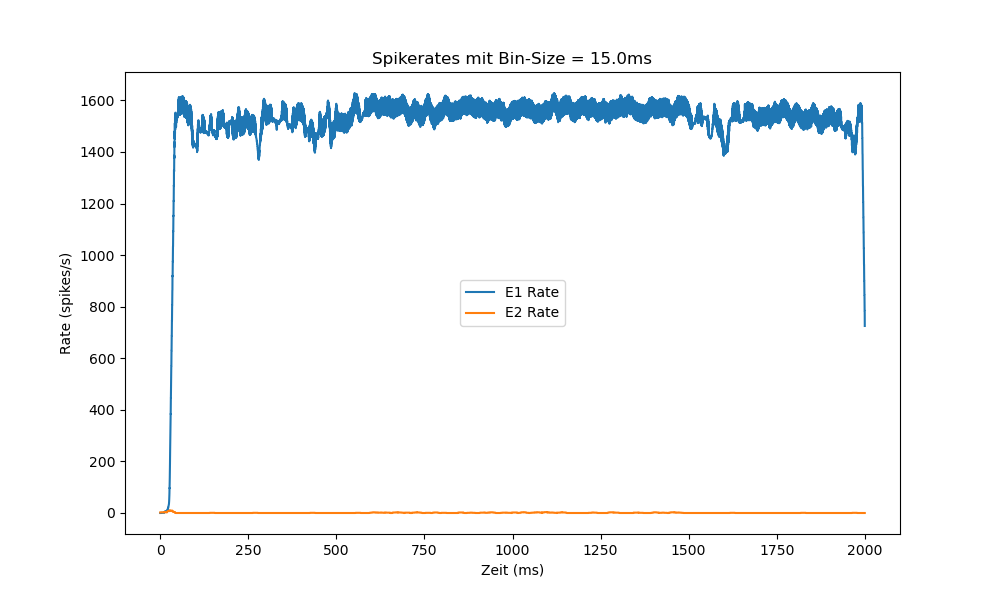 Spikerates mit Bin-Size = 15.0ms
1600
1400
1200
1000
800
600
400
200
0
Rate (spikes/s)
E1 Rate
E2 Rate
0 250 500 750 1000 1250 1500 1750 2000
Zeit (ms)